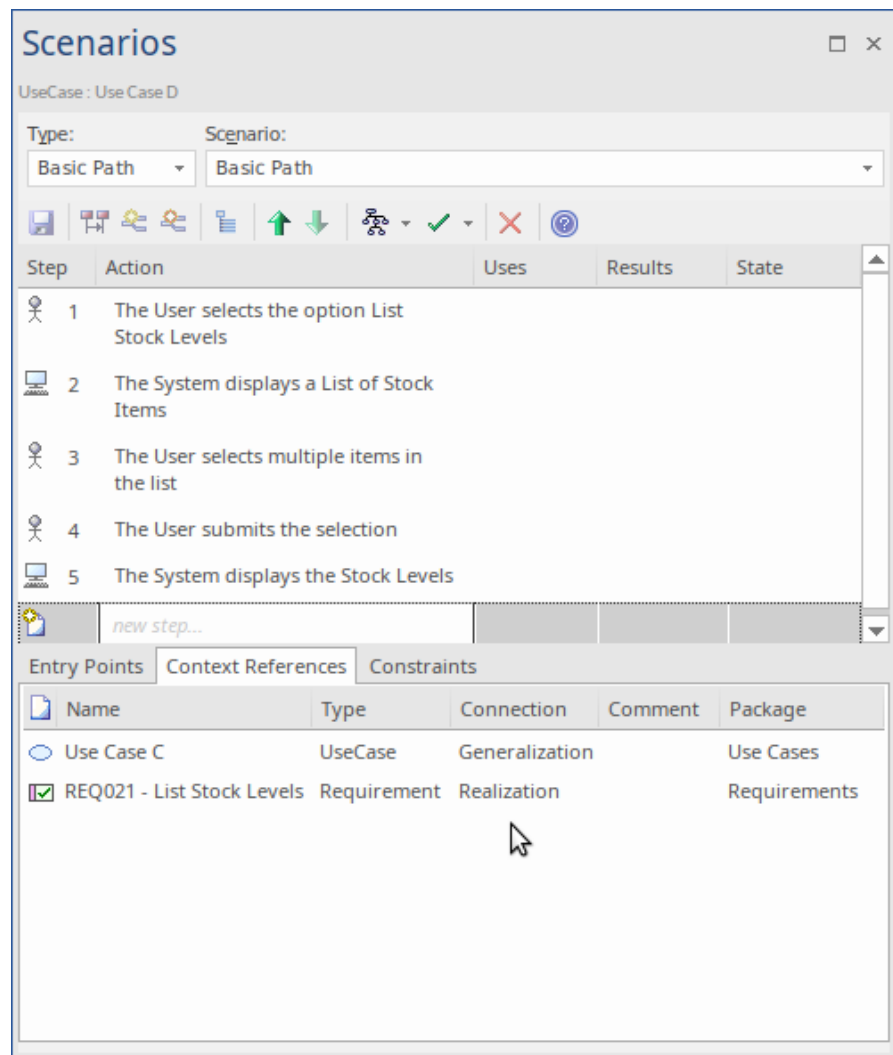 Scenarios
UseCase : Use Case D
Type: Scenario:
Basic Path Basic Path
Step Action Uses Results State
1 The User selects the option List
Stock Levels
2 The System displays a List of Stock
Items
3 The User selects multiple items in
the list
4 The User submits the selection
5 The System displays the Stock Levels
new step...
Entry Points Context References Constraints
Name Type Connection Comment Package
Use Case C UseCase Generalization Use Cases
REQ021 - List Stock Levels Requirement Realization Requirements